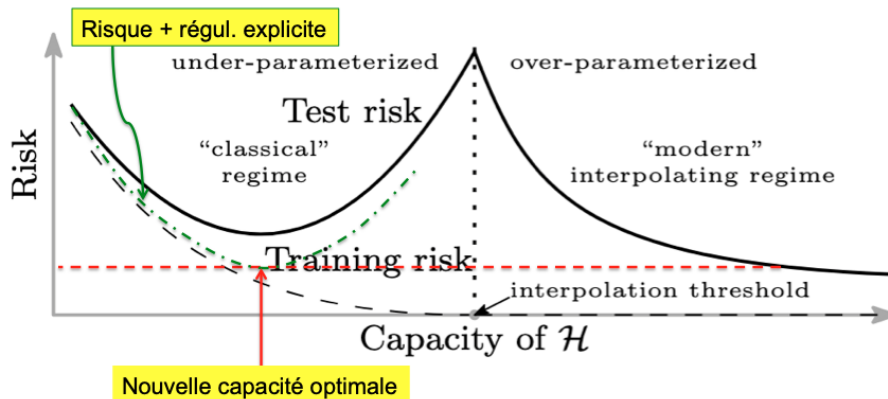 Risque + régul. explicite
under-parameterized
over-parameterized
Test risk
“classical”
regime
“modern”
interpolating regime
Risk
Training risk
interpolation threshold
Capacity of ℋ
Nouvelle capacité optimale